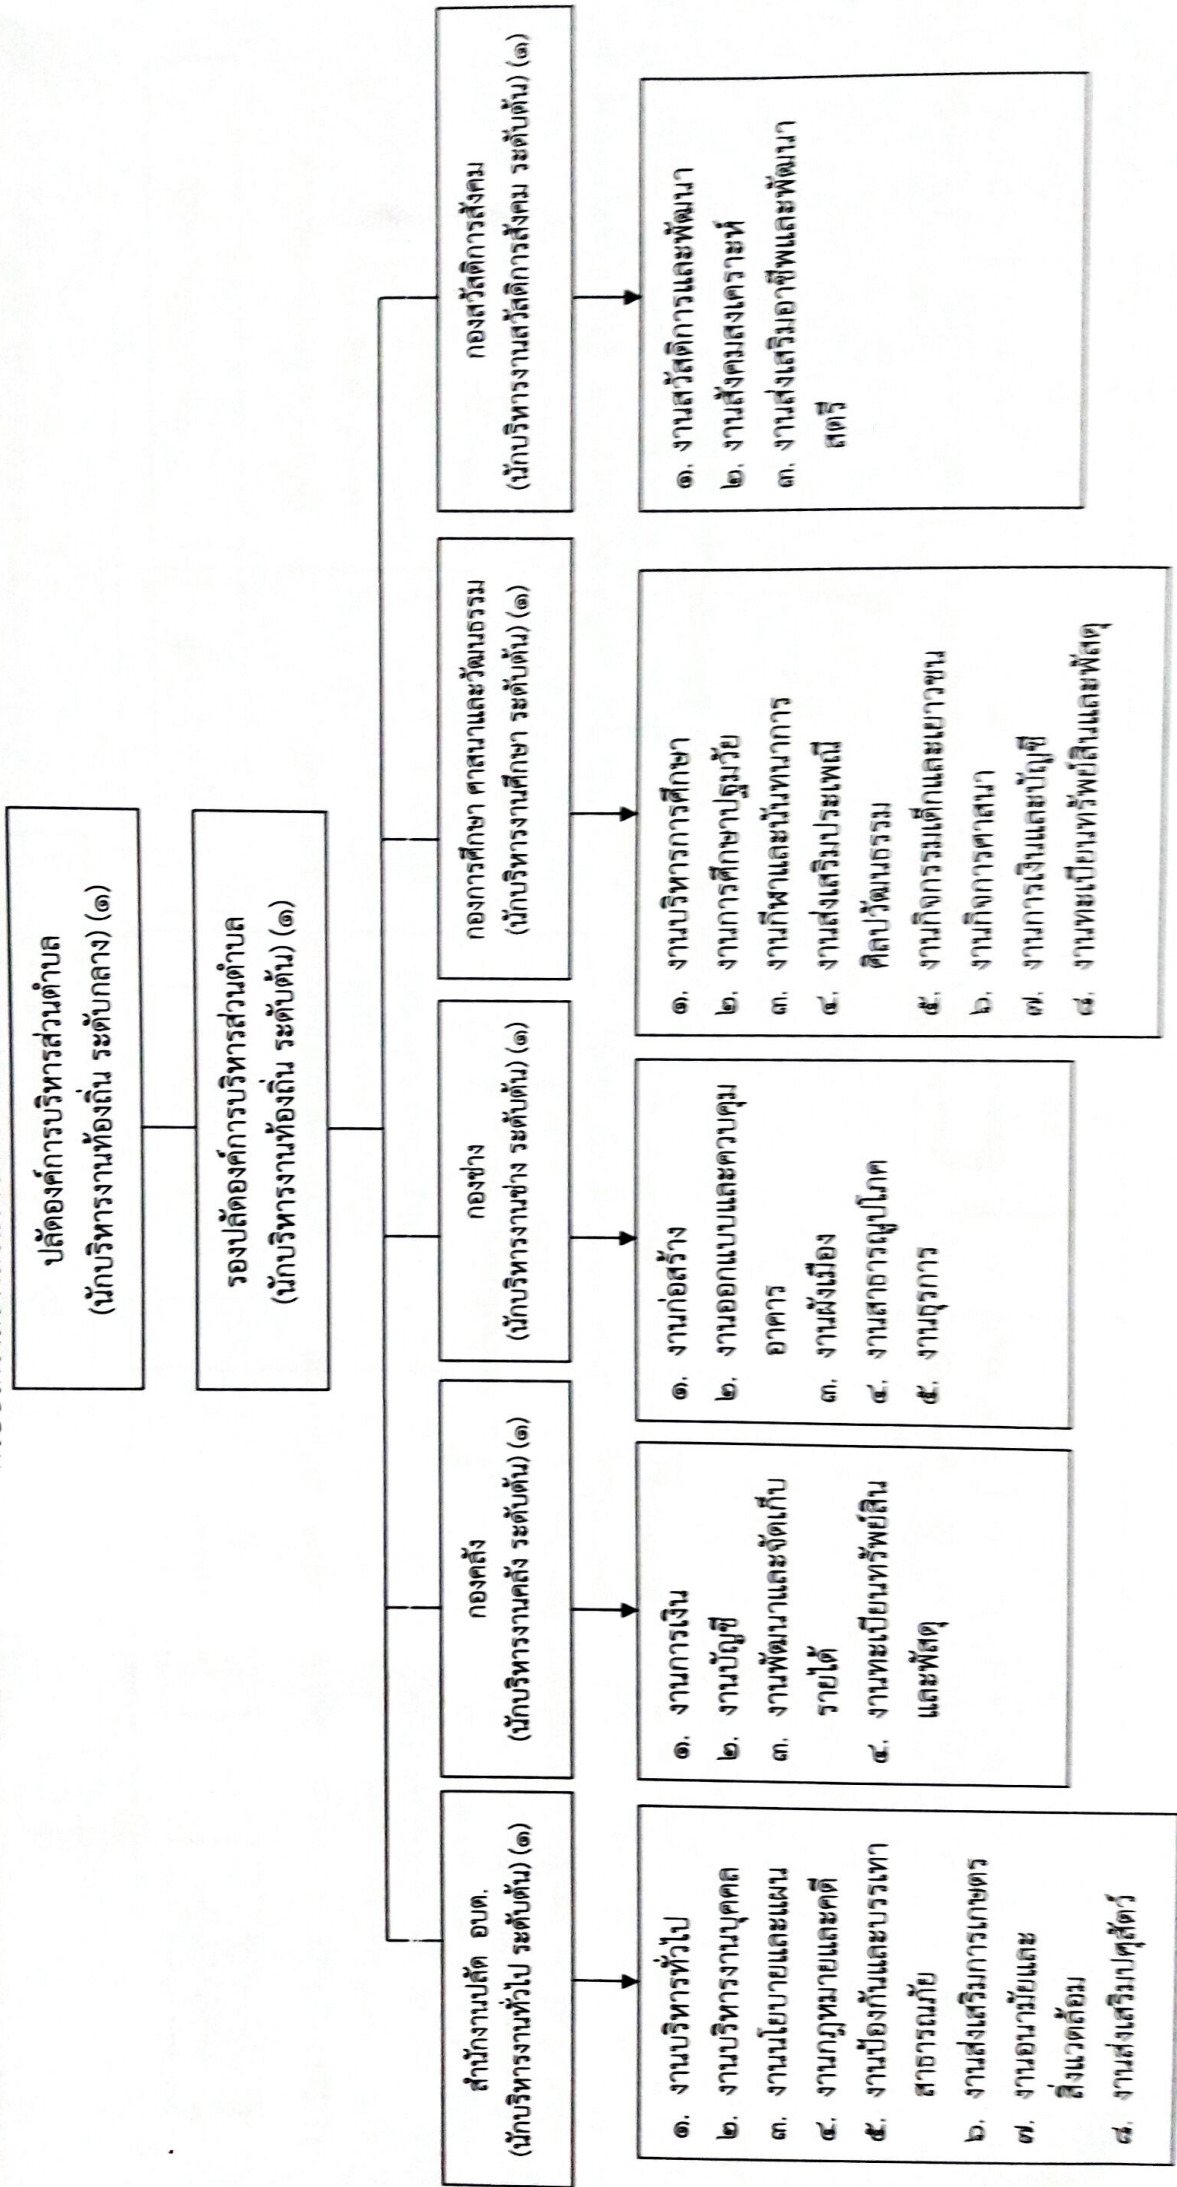 ปลัดองค์การบริหารส่วนตำบล
(นักบริหารงานท้องถิ่น ระดับกลาง) (๑)
รองปลัดองค์การบริหารส่วนตำบล
(นักบริหารงานท้องถิ่น ระดับต้น) (๑)
สำนักงานปลัด อบต.
(นักบริหารงานทั่วไป ระดับต้น) (๑)
กองคลัง
(นักบริหารงานคลัง ระดับต้น) (๑)
กองช่าง
(นักบริหารงานช่าง ระดับต้น) (๑)
กองการศึกษา ศาสนาและวัฒนธรรม
(นักบริหารงานศึกษา ระดับต้น) (๑)
กองสวัสดิการสังคม
(นักบริหารงานสวัสดิการสังคม ระดับต้น) (๑)
๑. งานบริหารทั่วไป
๒. งานบริหารงานบุคคล
๓. งานนโยบายและแผน
๔. งานกฎหมายและคดี
๕. งานป้องกันและบรรเทา
สาธารณภัย
๖. งานส่งเสริมการเกษตร
๗. งานอนามัยและ
สิ่งแวดล้อม
๘. งานส่งเสริมปศุสัตว์
๑. งานการเงิน
๒. งานบัญชี
๓. งานพัฒนาและจัดเก็บ
รายได้
๔. งานทะเบียนทรัพย์สิน
และพัสดุ
๑. งานก่อสร้าง
๒. งานออกแบบและควบคุม
อาคาร
๓. งานผังเมือง
๔. งานสาธารณูปโภค
๕. งานธุรการ
๑. งานบริหารการศึกษา
๒. งานการศึกษาปฐมวัย
๓. งานกีฬาและนันทนาการ
๔. งานส่งเสริมประเพณี
ศิลปวัฒนธรรม
๕. งานกิจกรรมเด็กและเยาวชน
๖. งานกิจการศาสนา
๗. งานการเงินและบัญชี
๘. งานทะเบียนทรัพย์สินและพัสดุ
๑. งานสวัสดิการและพัฒนา
๒. งานสังคมสงเคราะห์
๓. งานส่งเสริมอาชีพและพัฒนา
สตรี